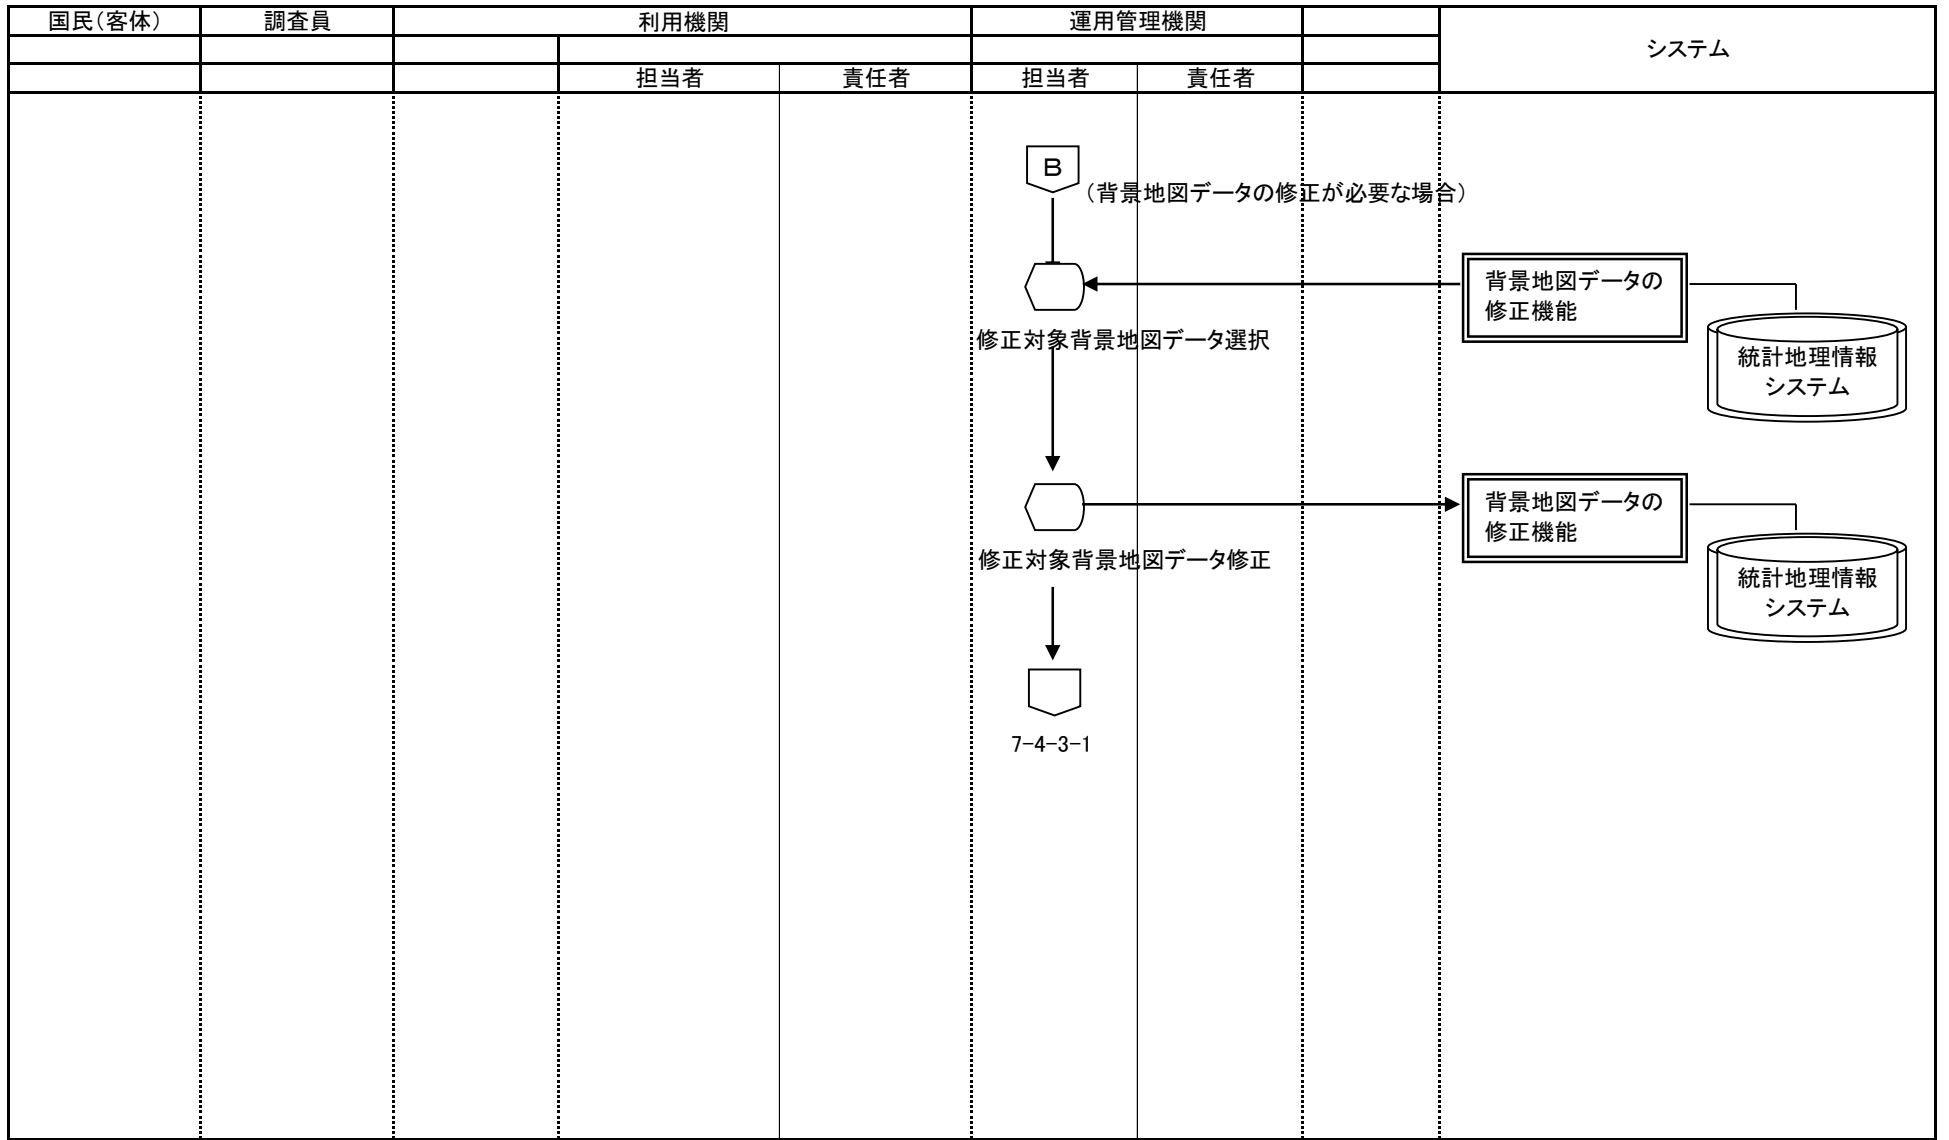 国民（客体）
調査員
利用機関
運用管理機関
システム
担当者
責任者
担当者
責任者
B
（背景地図データの修正が必要な場合）
背景地図データの
修正機能
修正対象背景地図データ選択
統計地理情報
システム
背景地図データの
修正機能
修正対象背景地図データ修正
統計地理情報
システム
7-4-3-1